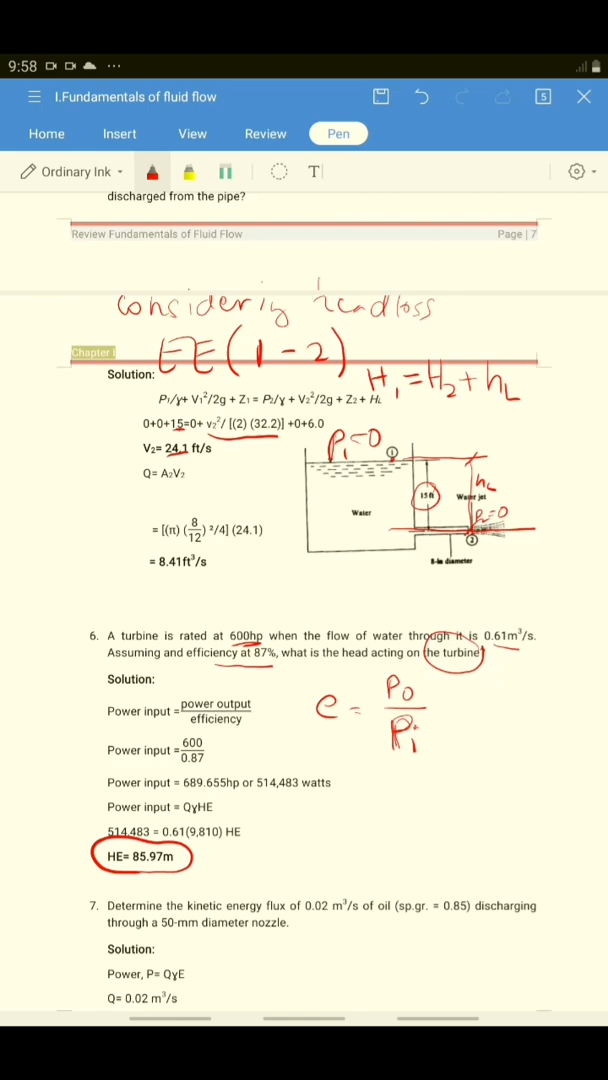 9:58 ...
I.Fundamentals of fluid flow 5
Home Insert View Review Pen
Ordinary Ink T
discharged from the pipe?
Review Fundamentals of Fluid Flow Page | 7
considering headloss
Chapter I
EE(1-2)
H₁=H₂+hL
Solution:
P₁/γ+ V₁²/2g + Z₁ = P₂/γ + V₂²/2g + Z₂ + HL
0+0+15=0+ v₂²/ [(2) (32.2)] +0+6.0
V₂= 24.1 ft/s
Q= A₂V₂
= [(π) (8/12)²/4] (24.1)
= 8.41ft³/s
P₁=0
1
hL
15 ft Water jet
Water
P₂=0
2
8-in diameter
6. A turbine is rated at 600hp when the flow of water through it is 0.61m³/s.
Assuming and efficiency at 87%, what is the head acting on the turbine?
Solution:
Power input = power output / efficiency
e = Po/Pi
Power input = 600/0.87
Power input = 689.655hp or 514,483 watts
Power input = QγHE
514,483 = 0.61(9,810) HE
HE= 85.97m
7. Determine the kinetic energy flux of 0.02 m³/s of oil (sp.gr. = 0.85) discharging
through a 50-mm diameter nozzle.
Solution:
Power, P= QγE
Q= 0.02 m³/s